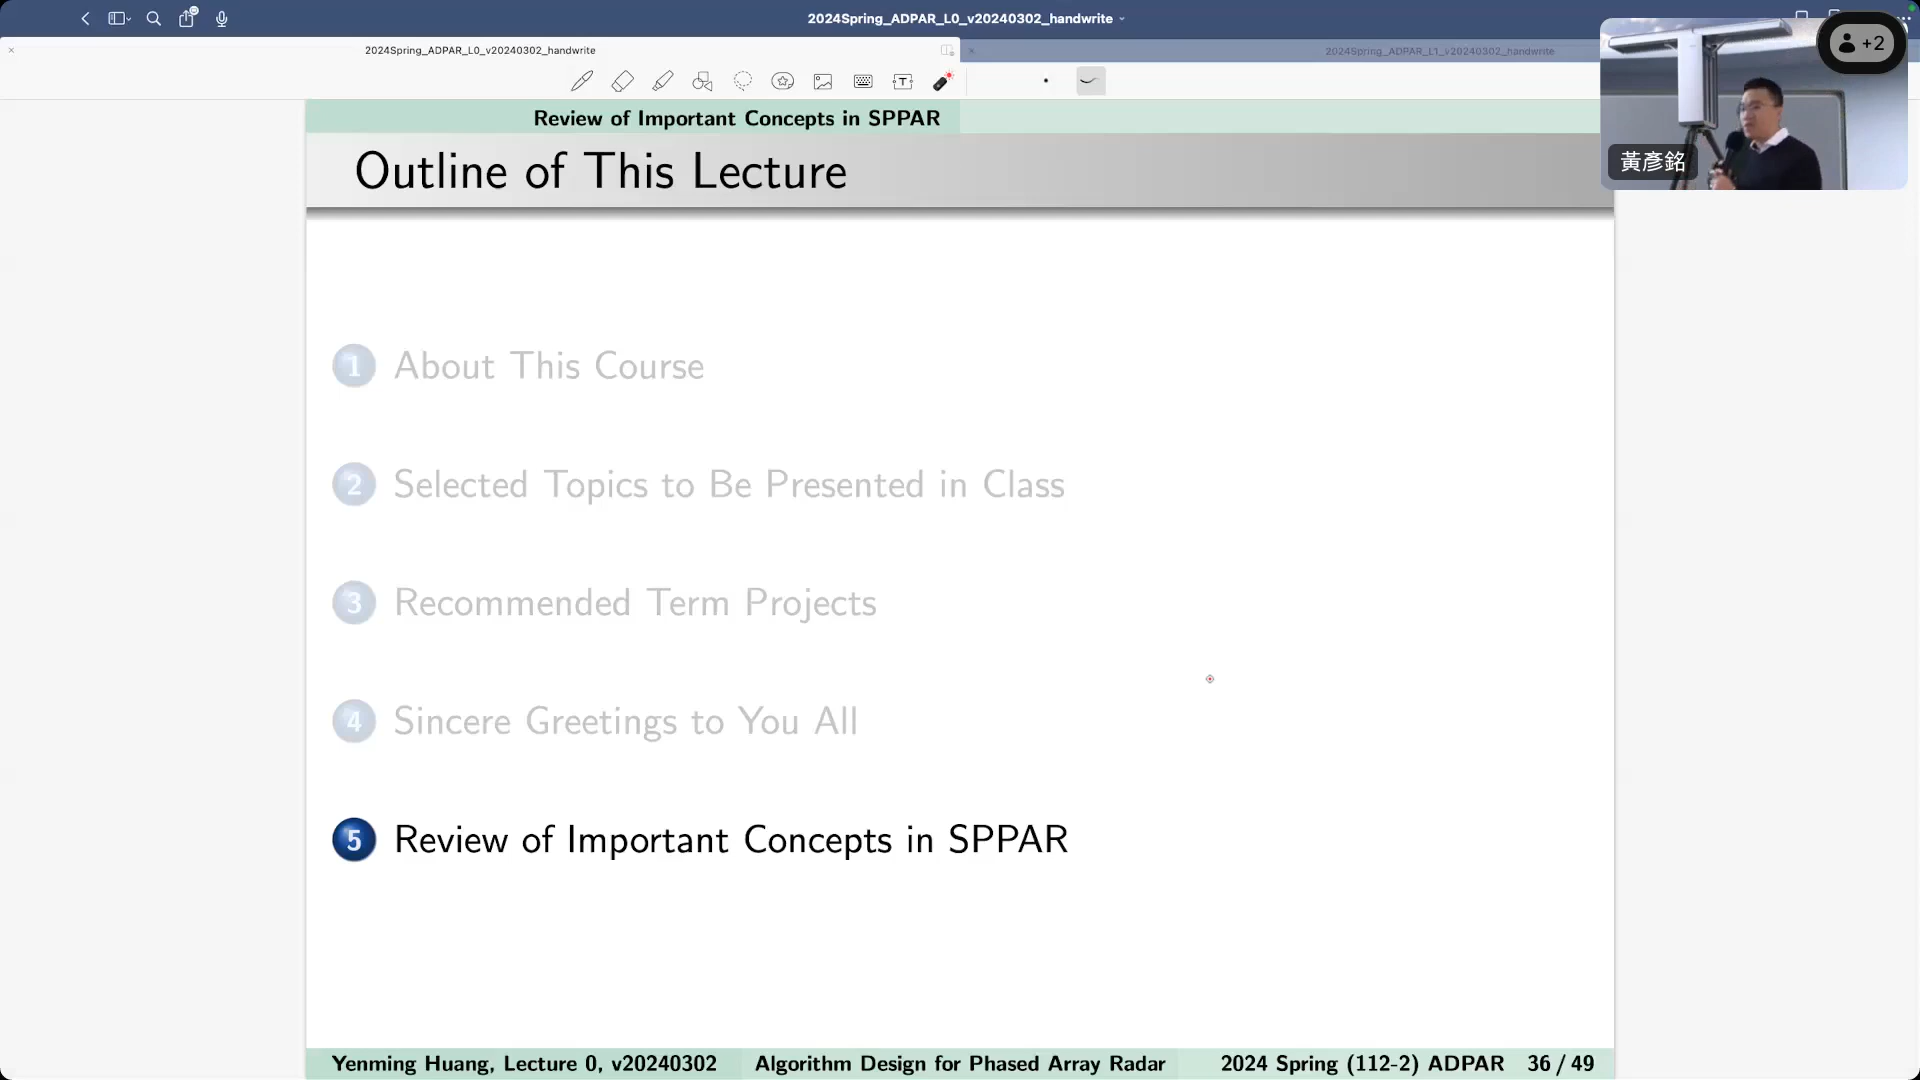 2024Spring_ADPAR_L0_v20240302_handwrite
2024Spring_ADPAR_L0_v20240302_handwrite
2024Spring_ADPAR_L1_v20240302_handwrite
+2
黃彥銘
Review of Important Concepts in SPPAR
Outline of This Lecture
1 About This Course
2 Selected Topics to Be Presented in Class
3 Recommended Term Projects
4 Sincere Greetings to You All
5 Review of Important Concepts in SPPAR
Yenming Huang, Lecture 0, v20240302 Algorithm Design for Phased Array Radar 2024 Spring (112-2) ADPAR 36 / 49